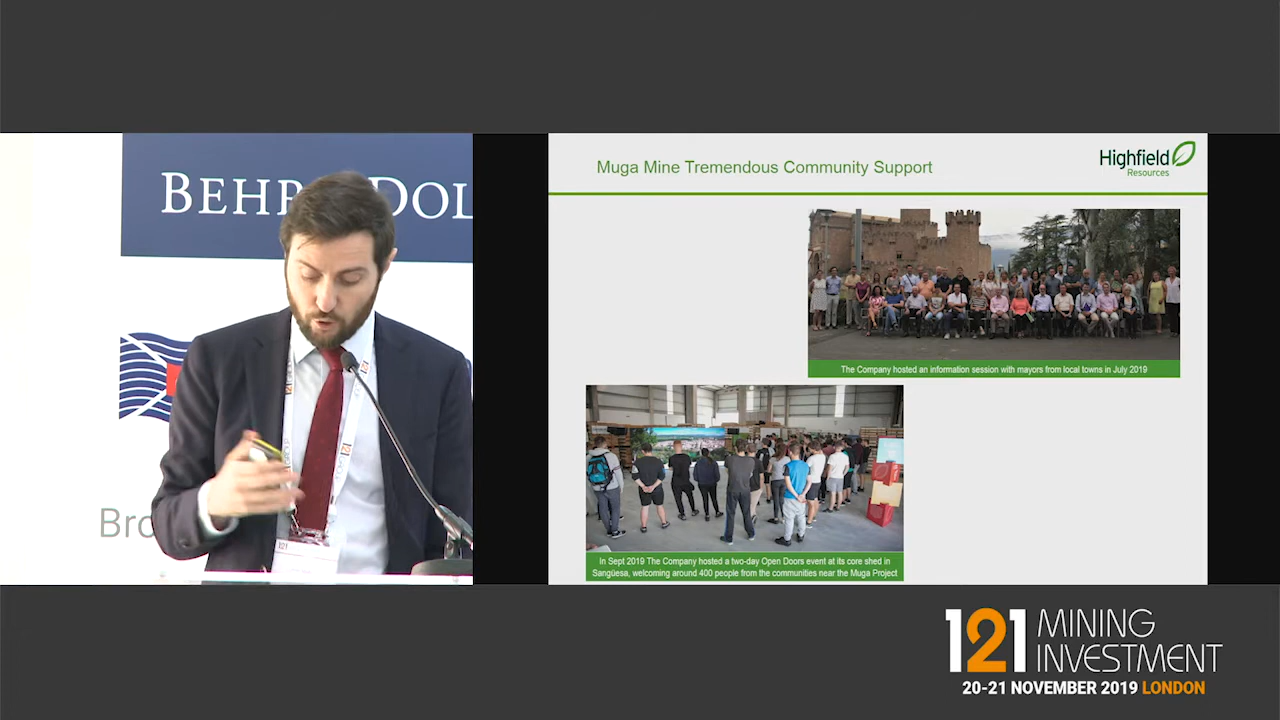 BEHR DOL
Bro
121
Muga Mine Tremendous Community Support
Highfield
Resources
The Company hosted an information session with mayors from local towns in July 2019
In Sept 2019 The Company hosted a two-day Open Doors event at its core shed in
Sangüesa, welcoming around 400 people from the communities near the Muga Project
121 MINING
INVESTMENT
20-21 NOVEMBER 2019 LONDON